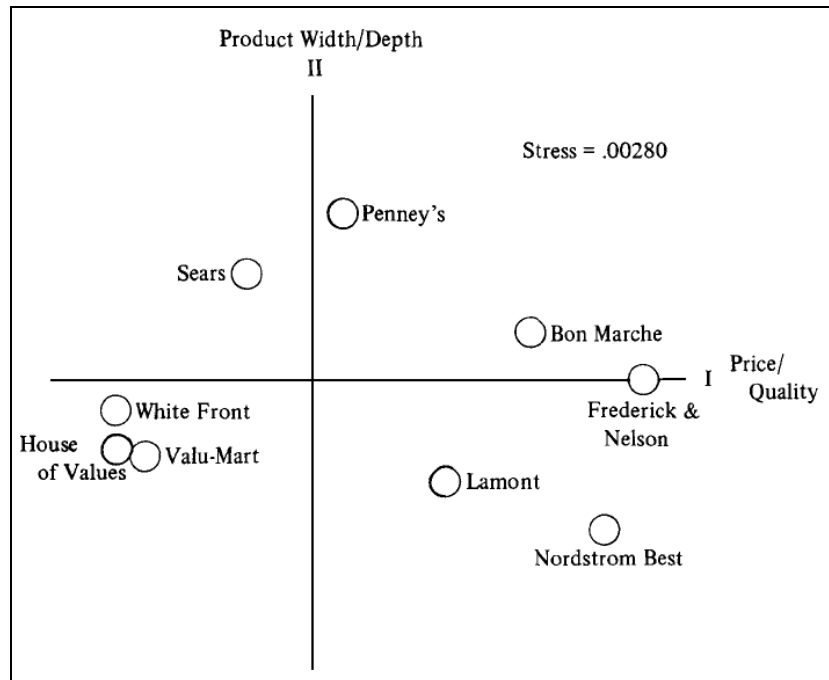 Product Width/Depth
II
Stress = .00280
Penney's
Sears
Bon Marche
I Price/
Quality
Frederick &
Nelson
White Front
House
of Values
Valu-Mart
Lamont
Nordstrom Best